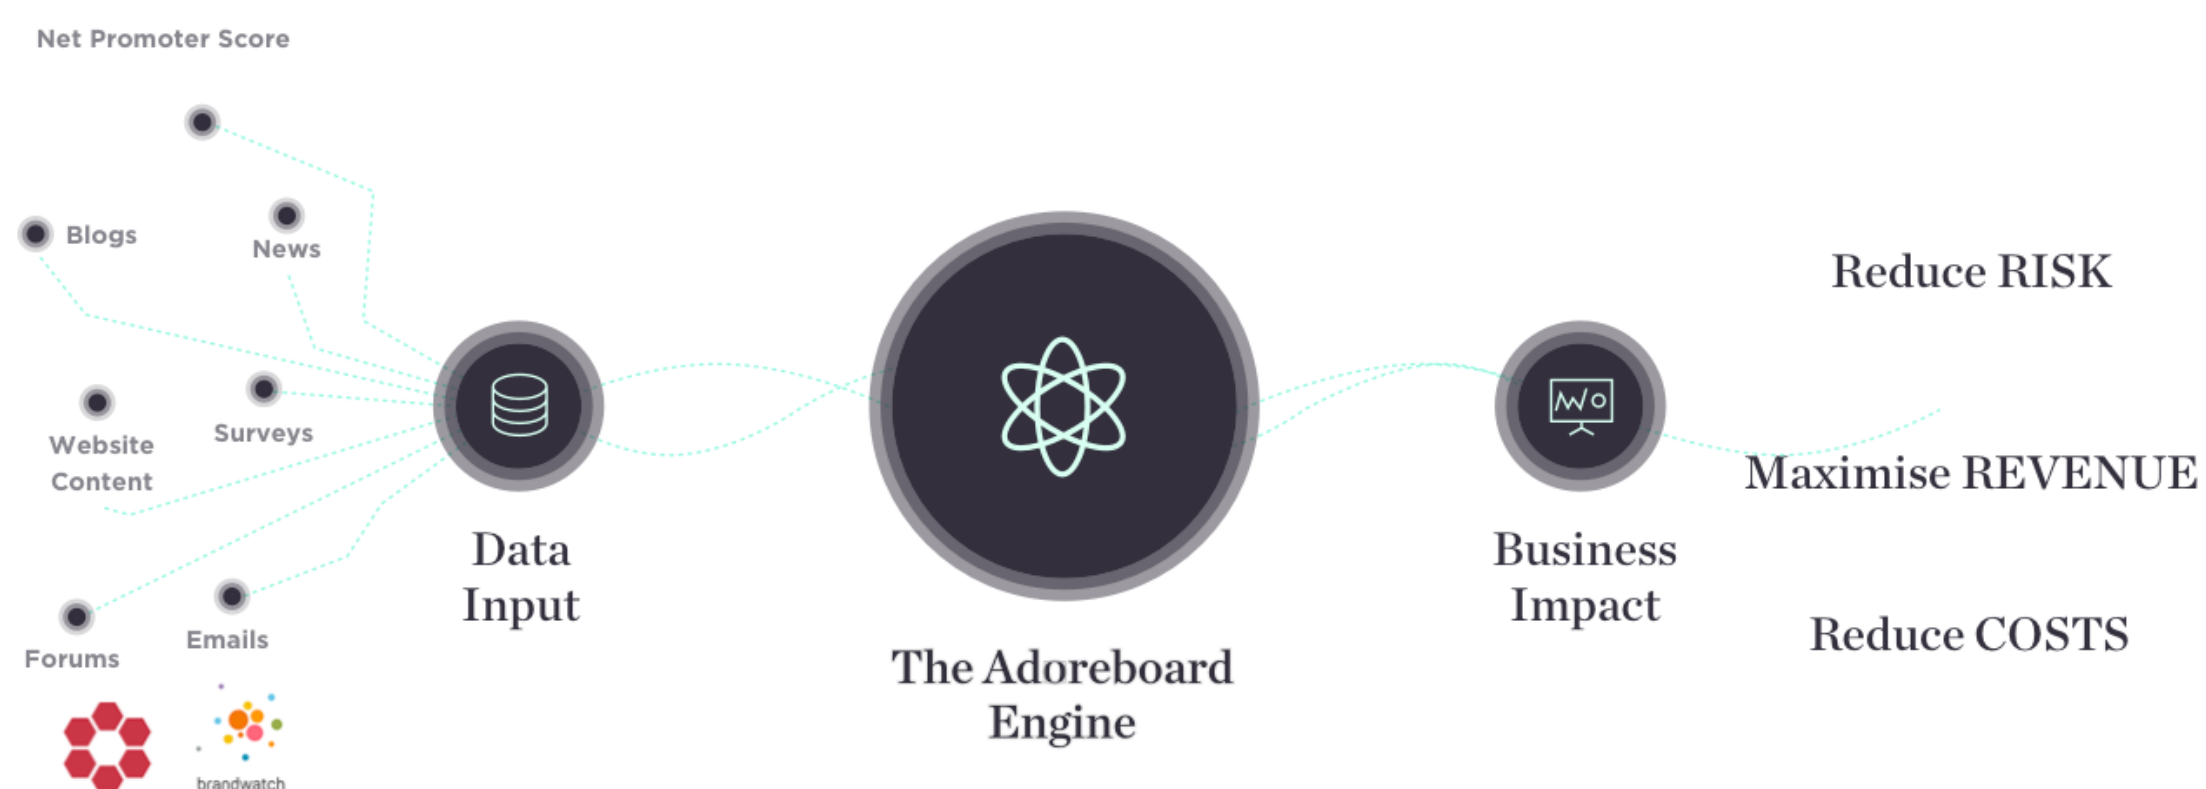 Net Promoter Score
Blogs
News
Website
Content
Surveys
Forums
Emails
brandwatch
Data
Input
The Adoreboard
Engine
Business
Impact
Reduce RISK
Maximise REVENUE
Reduce COSTS